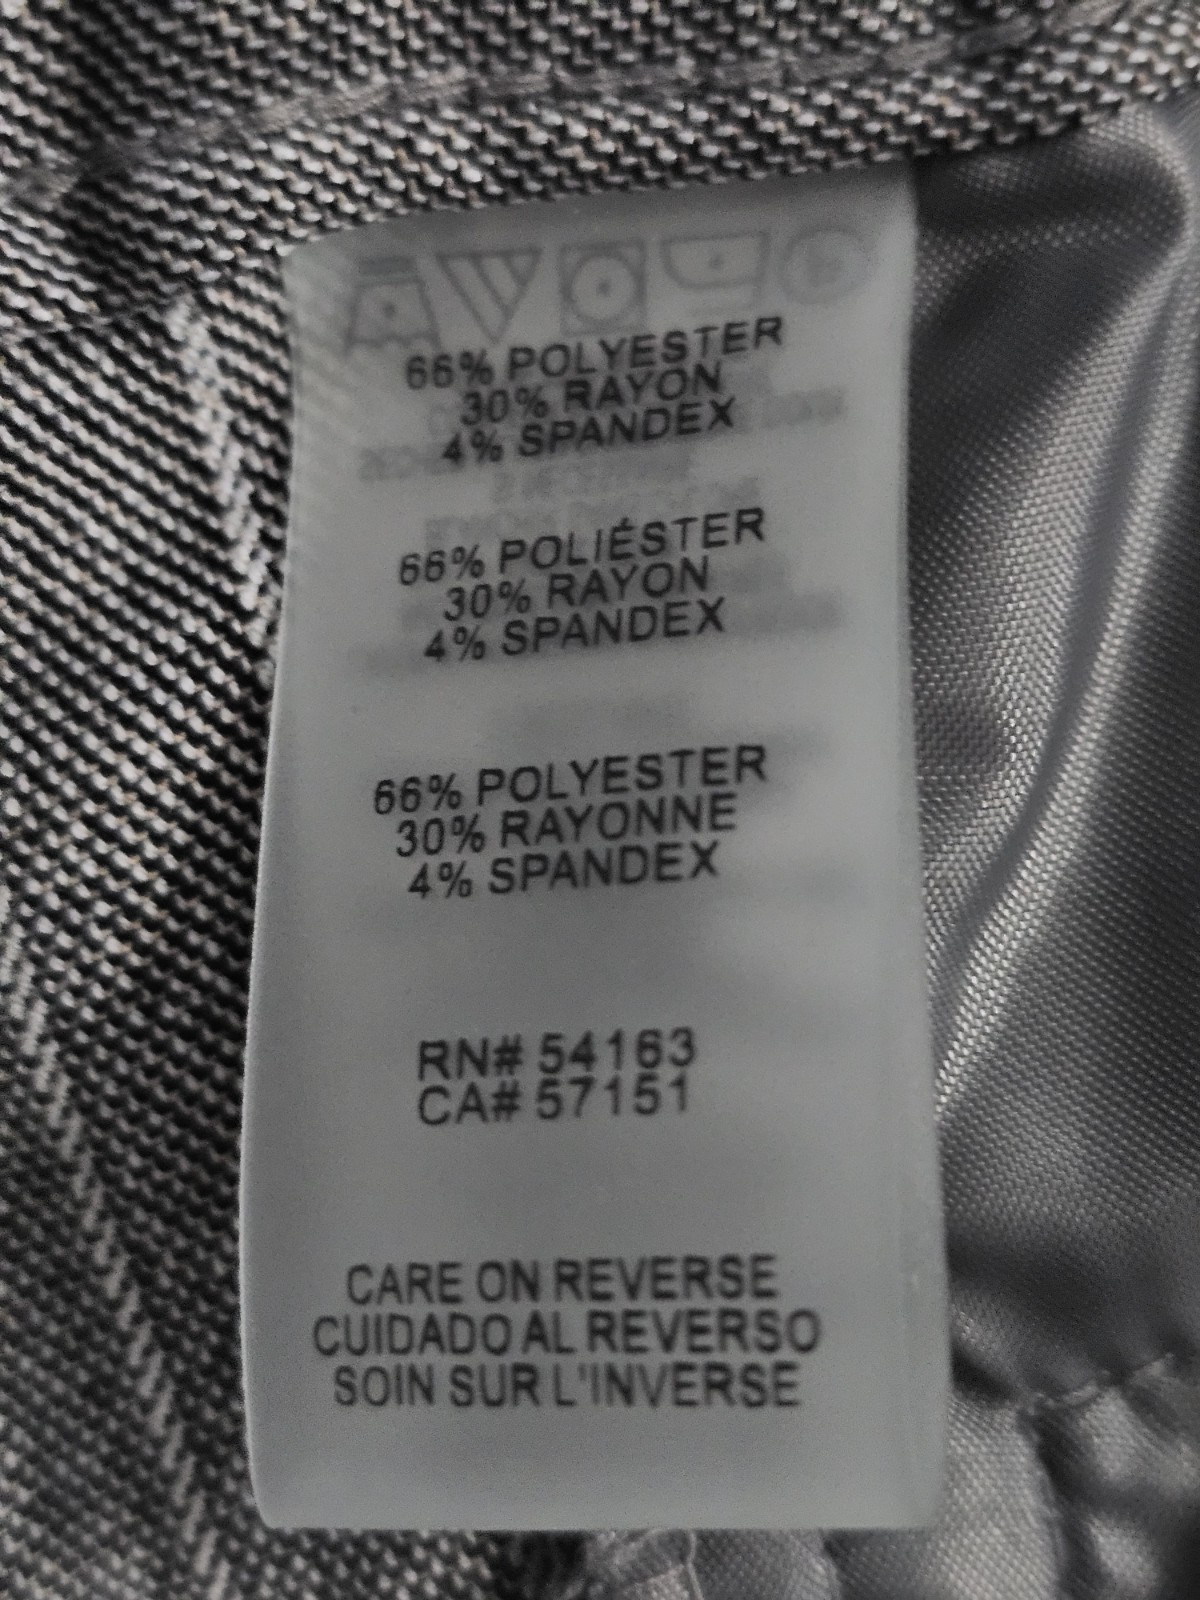 66% POLYESTER
30% RAYON
4% SPANDEX
66% POLIÉSTER
30% RAYON
4% SPANDEX
66% POLYESTER
30% RAYONNE
4% SPANDEX
RN# 54163
CA# 57151
CARE ON REVERSE
CUIDADO AL REVERSO
SOIN SUR L'INVERSE